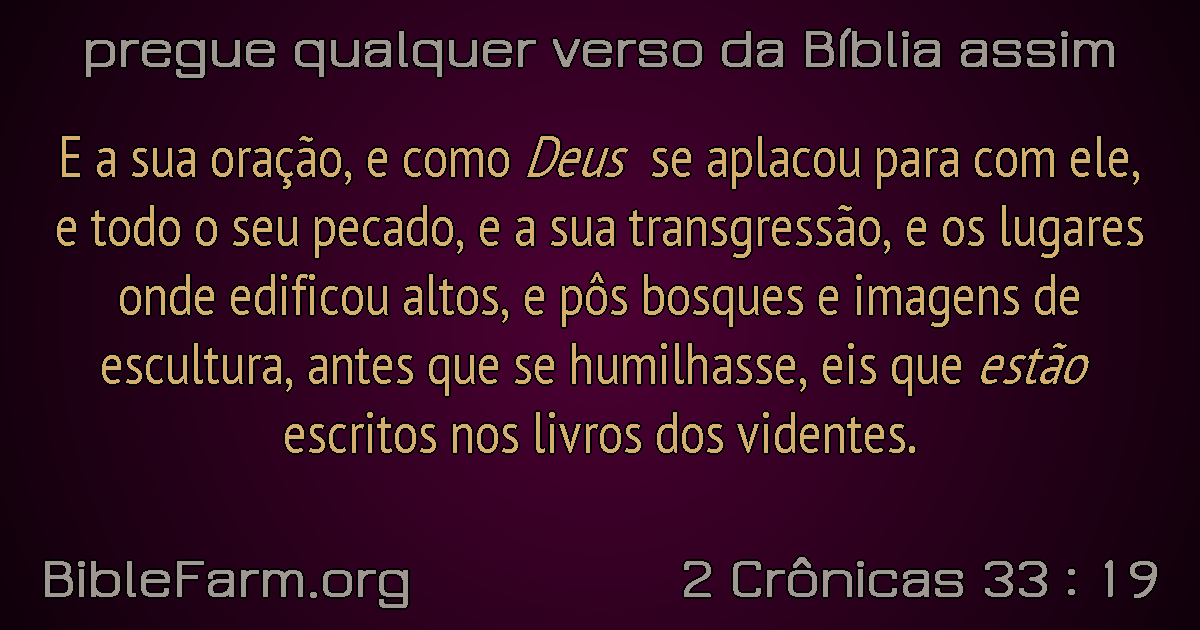 pregue qualquer verso da Bíblia assim
E a sua oração, e como Deus se aplacou para com ele,
e todo o seu pecado, e a sua transgressão, e os lugares
onde edificou altos, e pôs bosques e imagens de
escultura, antes que se humilhasse, eis que estão
escritos nos livros dos videntes.
BibleFarm.org
2 Crônicas 33 : 19